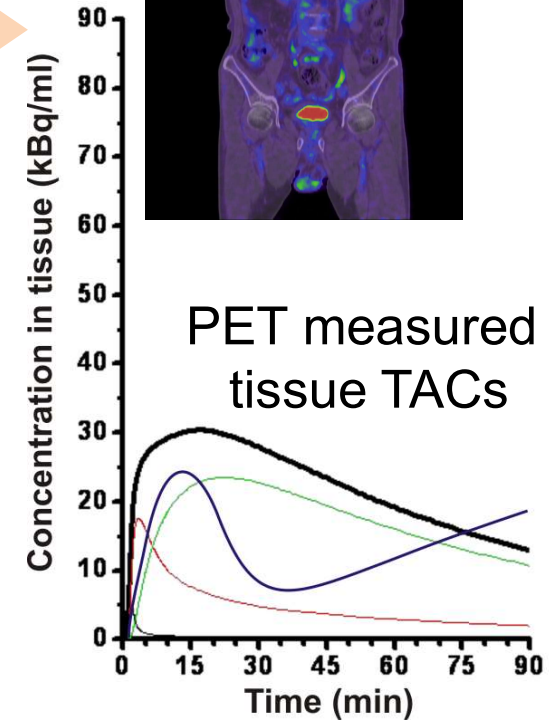 90
80
70
60
50
40
30
20
10
0
Concentration in tissue (kBq/ml)
PET measured
tissue TACs
0 15 30 45 60 75 90
Time (min)